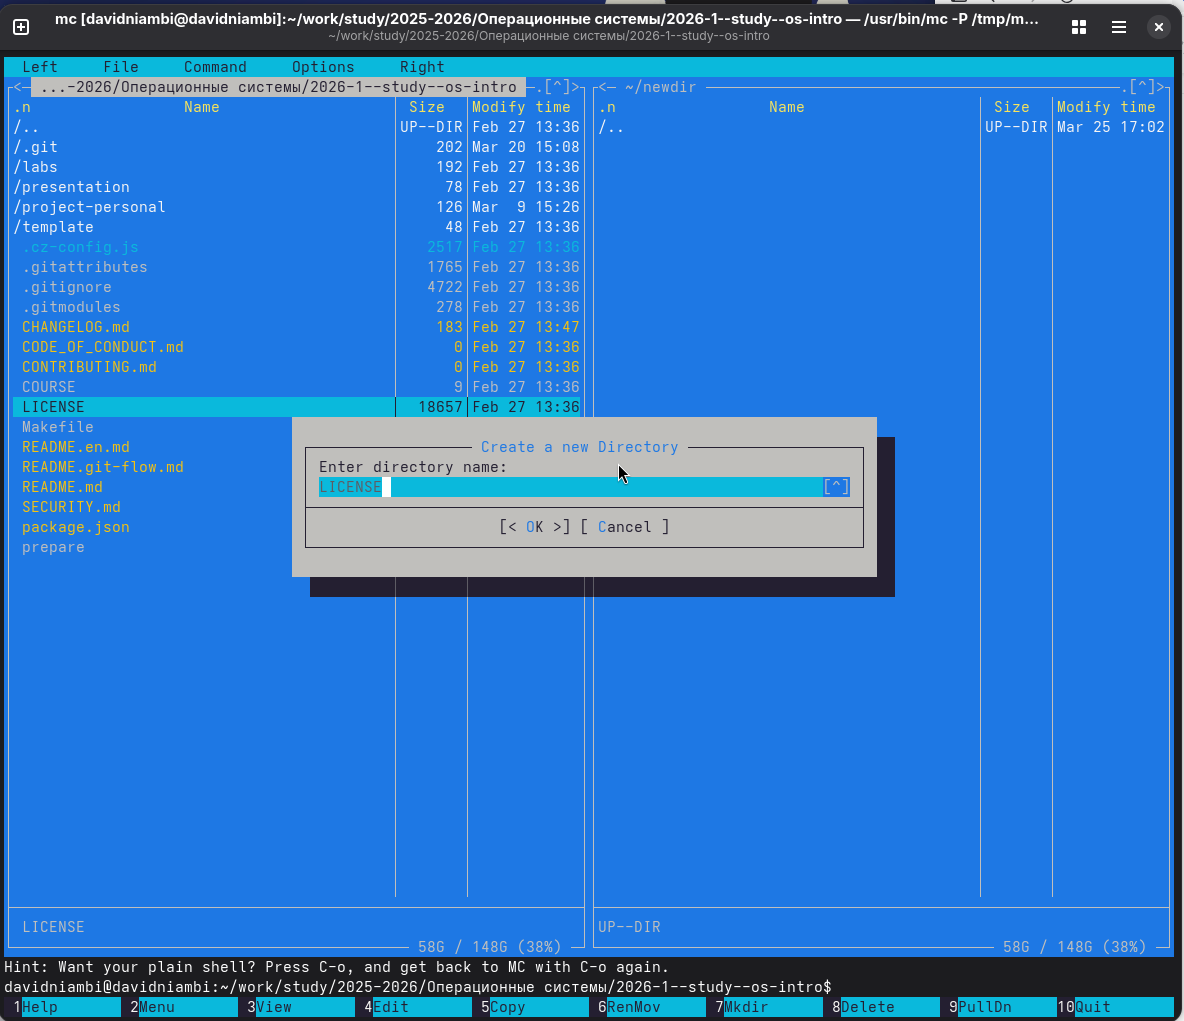 mc [davidniambi@davidniambi]:~/work/study/2025-2026/Операционные системы/2026-1--study--os-intro — /usr/bin/mc -P /tmp/m...
~/work/study/2025-2026/Операционные системы/2026-1--study--os-intro
Left File Command Options Right
<— ...-2026/Операционные системы/2026-1--study--os-intro .[^]> <— ~/newdir .[^]>
.n Name Size Modify time .n Name Size Modify time
/.. UP--DIR Feb 27 13:36 /.. UP--DIR Mar 25 17:02
/.git 202 Mar 20 15:08
/labs 192 Feb 27 13:36
/presentation 78 Feb 27 13:36
/project-personal 126 Mar 9 15:26
/template 48 Feb 27 13:36
.cz-config.js 2517 Feb 27 13:36
.gitattributes 1765 Feb 27 13:36
.gitignore 4722 Feb 27 13:36
.gitmodules 278 Feb 27 13:36
CHANGELOG.md 183 Feb 27 13:47
CODE_OF_CONDUCT.md 0 Feb 27 13:36
CONTRIBUTING.md 0 Feb 27 13:36
COURSE 9 Feb 27 13:36
LICENSE 18657 Feb 27 13:36
Makefile
README.en.md
README.git-flow.md
README.md
SECURITY.md
package.json
prepare
Create a new Directory
Enter directory name:
LICENSE [^]
[< OK >] [ Cancel ]
LICENSE UP--DIR
58G / 148G (38%) 58G / 148G (38%)
Hint: Want your plain shell? Press C-o, and get back to MC with C-o again.
davidniambi@davidniambi:~/work/study/2025-2026/Операционные системы/2026-1--study--os-intro$
1Help 2Menu 3View 4Edit 5Copy 6RenMov 7Mkdir 8Delete 9PullDn 10Quit